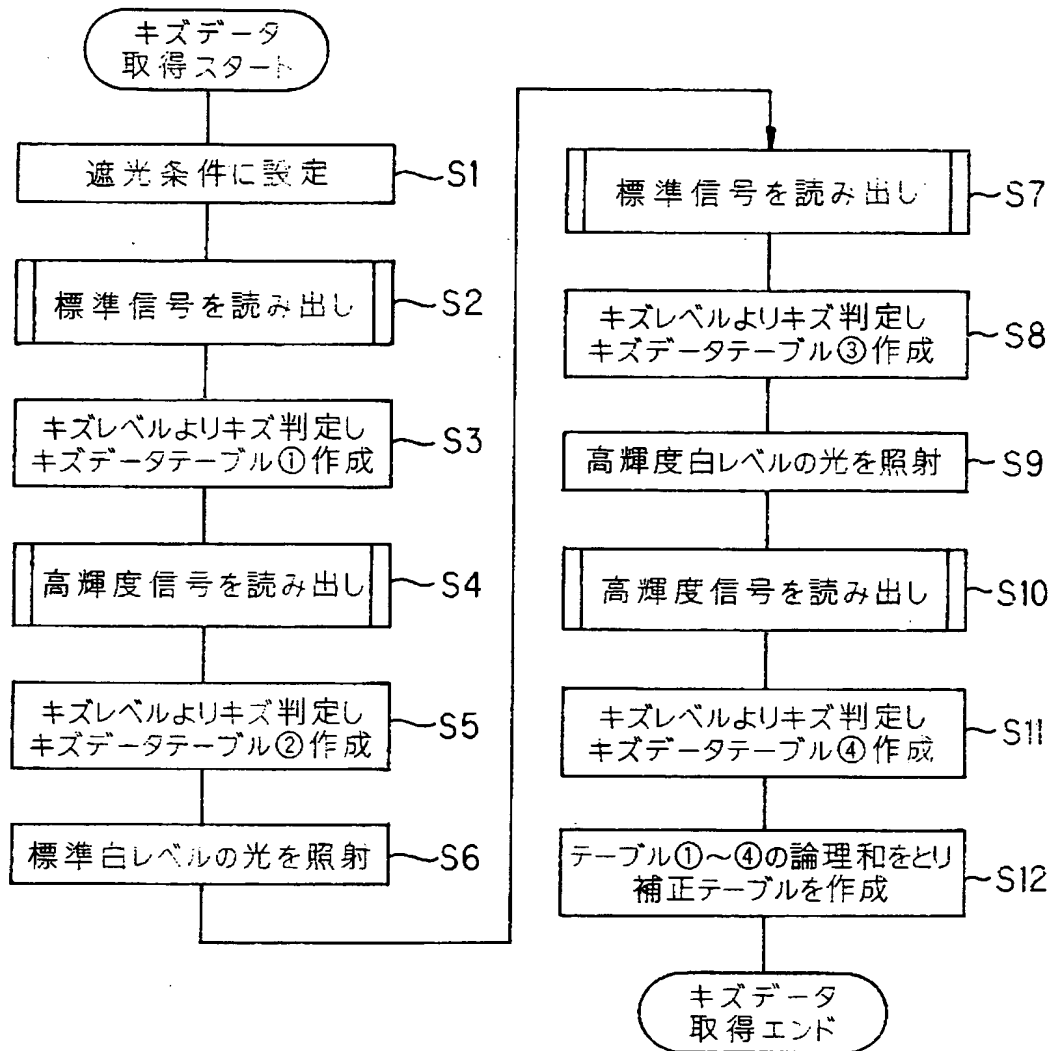 キズデータ
取得スタート
遮光条件に設定
S1
標準信号を読み出し
S2
キズレベルよりキズ判定し
キズデータテーブル①作成
S3
高輝度信号を読み出し
S4
キズレベルよりキズ判定し
キズデータテーブル②作成
S5
標準白レベルの光を照射
S6
標準信号を読み出し
S7
キズレベルよりキズ判定し
キズデータテーブル③作成
S8
高輝度白レベルの光を照射
S9
高輝度信号を読み出し
S10
キズレベルよりキズ判定し
キズデータテーブル④作成
S11
テーブル①~④の論理和をとり
補正テーブルを作成
S12
キズデータ
取得エンド